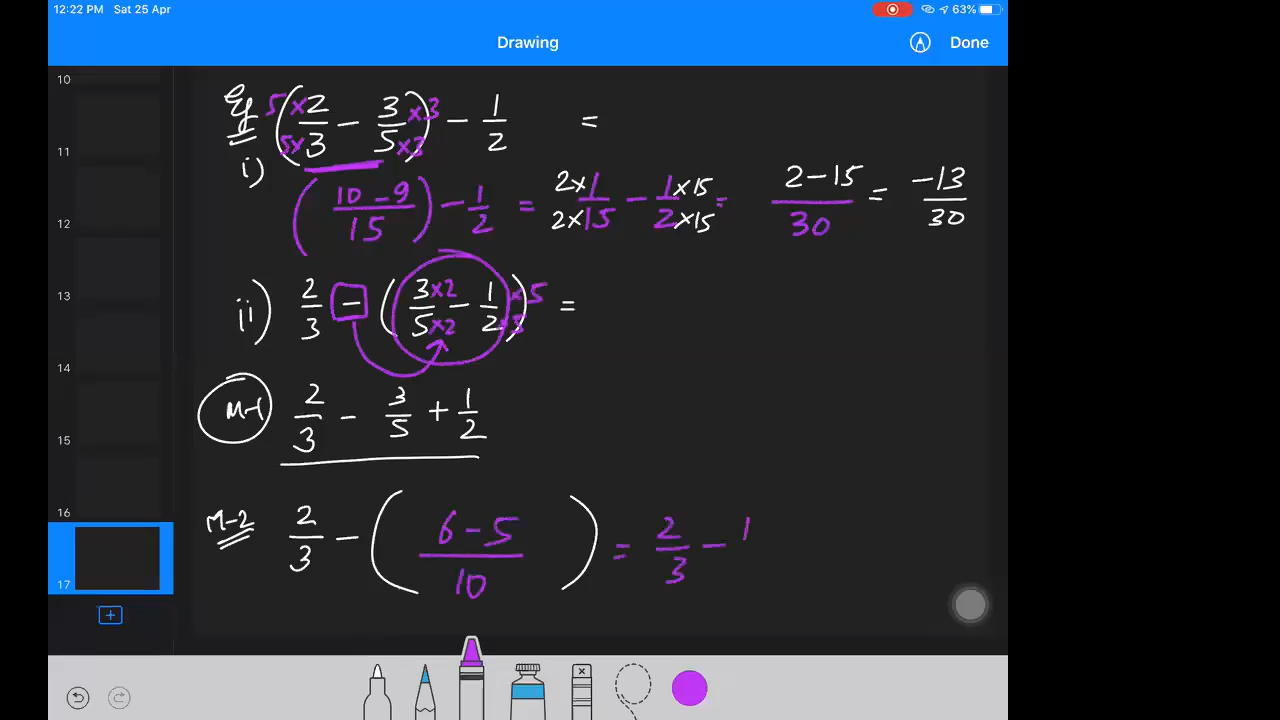 12:22 PM Sat 25 Apr 63%
Drawing Done
10
11
12
13
14
15
16
17
Eg (5×2/5×3 − 3×3/5×3) − 1/2 =
i) ((10 − 9)/15) − 1/2 = 2×1/2×15 − 1×15/2×15 = (2 − 15)/30 = −13/30
ii) 2/3 − (3×2/5×2 − 1×5/2×5) =
M-1 2/3 − 3/5 + 1/2
M-2 2/3 − ((6 − 5)/10) = 2/3 − 1